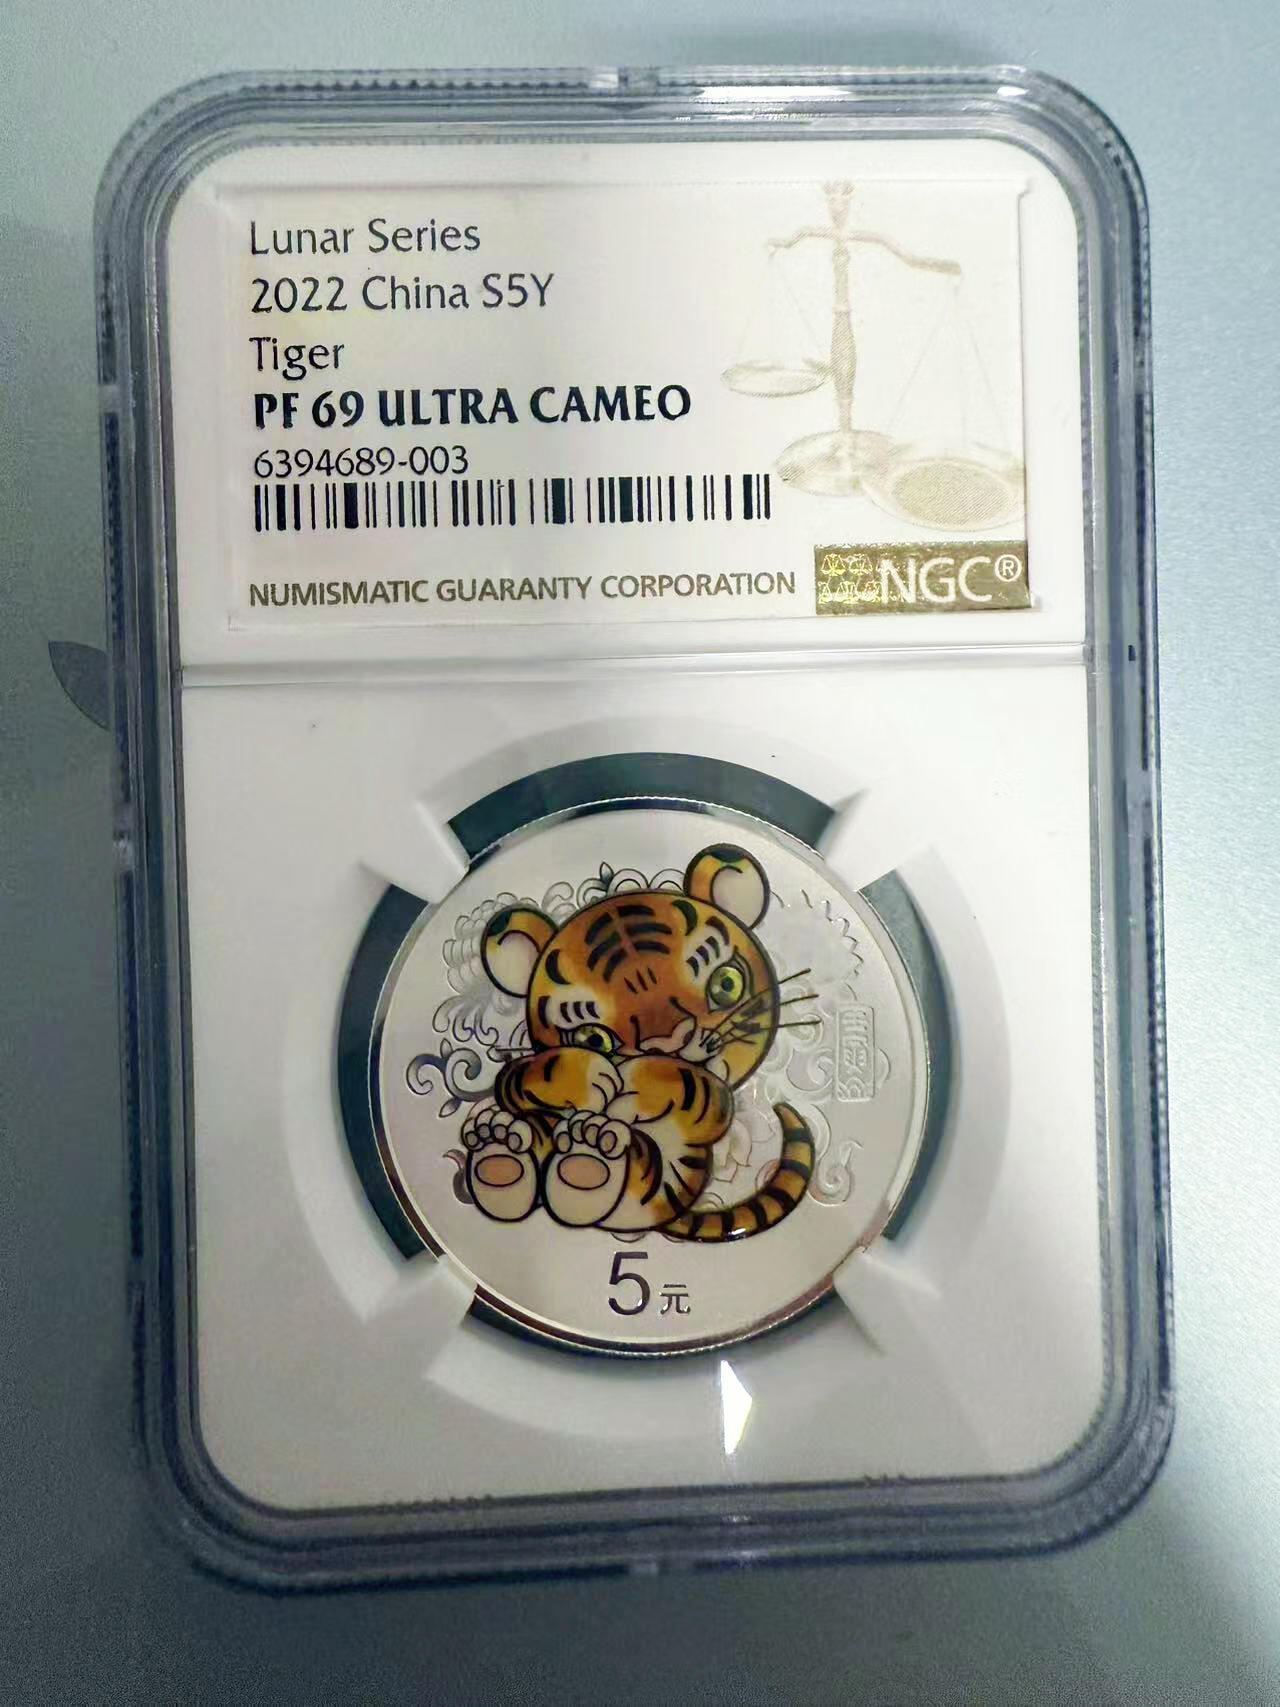 Lunar Series
2022 China S5Y
Tiger
PF 69 ULTRA CAMEO
6394689-003
NUMISMATIC GUARANTY CORPORATION NGC®
5元